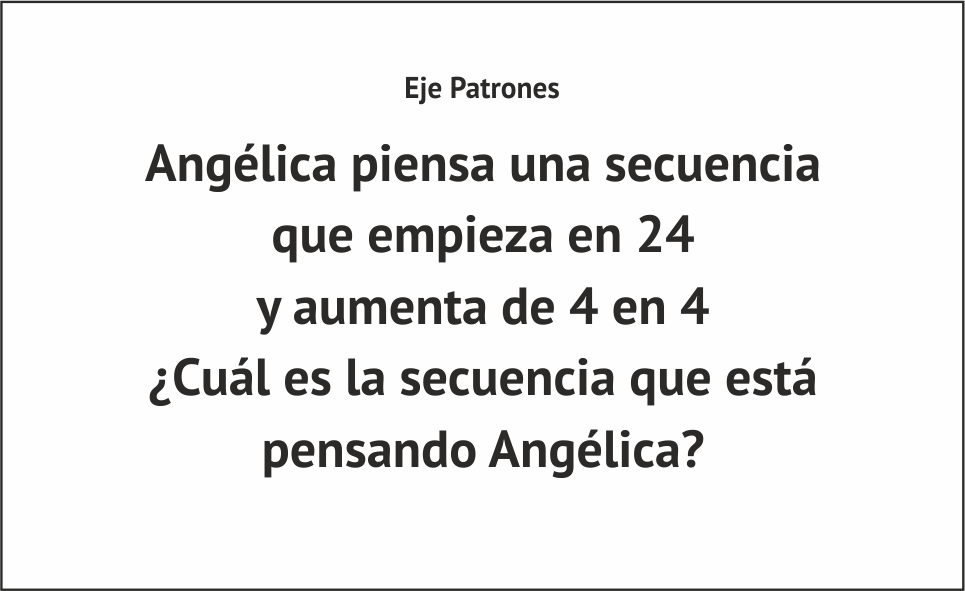 Eje Patrones
Angélica piensa una secuencia
que empieza en 24
y aumenta de 4 en 4
¿Cuál es la secuencia que está
pensando Angélica?